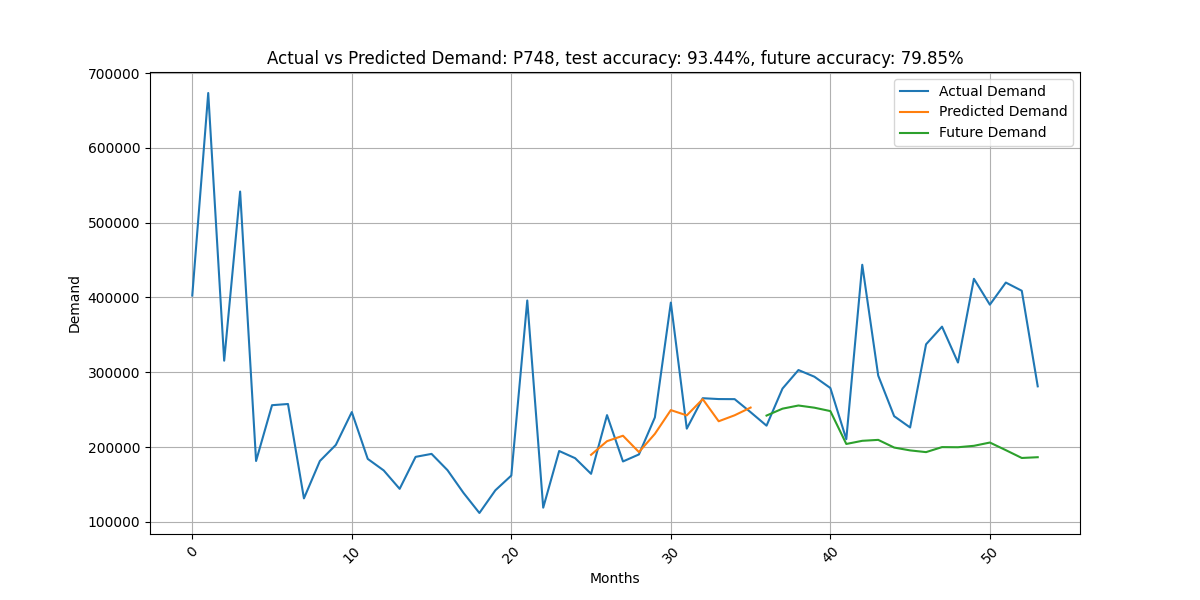 Actual vs Predicted Demand: P748, test accuracy: 93.44%, future accuracy: 79.85%
700000
600000
500000
400000
300000
200000
100000
Demand
Actual Demand
Predicted Demand
Future Demand
0
10
20
30
40
50
Months